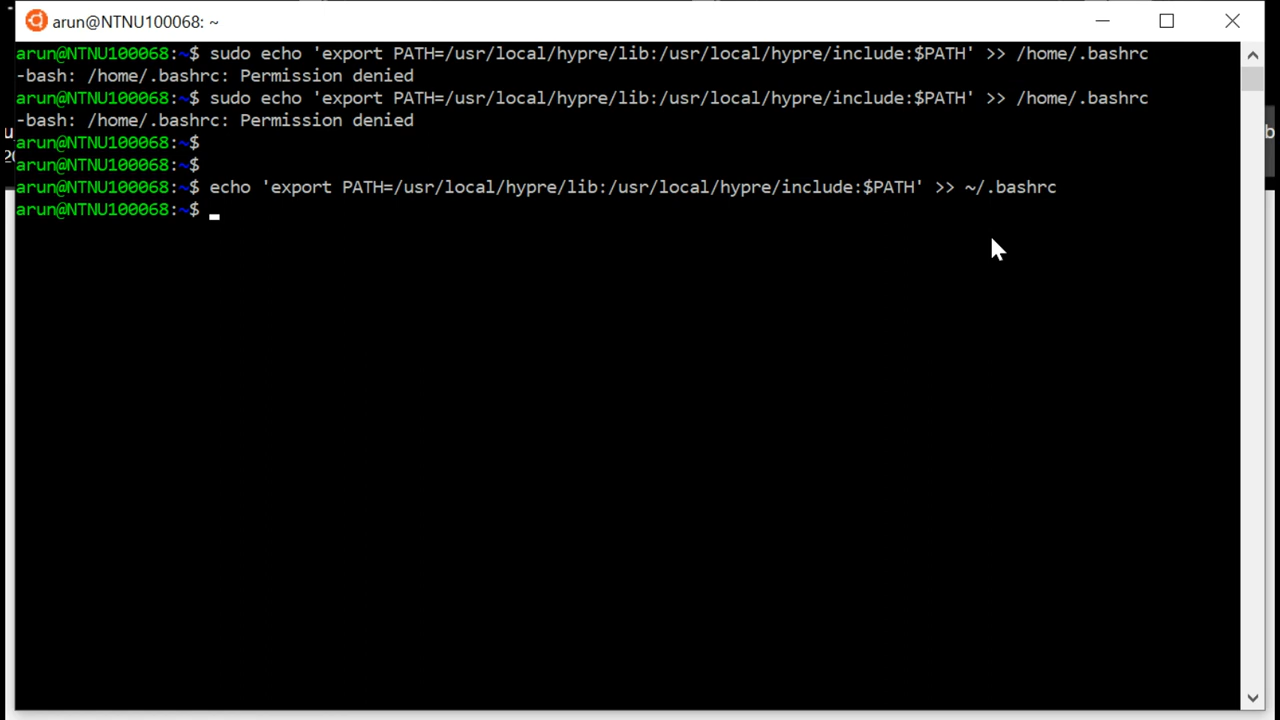 arun@NTNU100068: ~
arun@NTNU100068:~$ sudo echo 'export PATH=/usr/local/hypre/lib:/usr/local/hypre/include:$PATH' >> /home/.bashrc
-bash: /home/.bashrc: Permission denied
arun@NTNU100068:~$ sudo echo 'export PATH=/usr/local/hypre/lib:/usr/local/hypre/include:$PATH' >> /home/.bashrc
-bash: /home/.bashrc: Permission denied
arun@NTNU100068:~$
arun@NTNU100068:~$
arun@NTNU100068:~$ echo 'export PATH=/usr/local/hypre/lib:/usr/local/hypre/include:$PATH' >> ~/.bashrc
arun@NTNU100068:~$